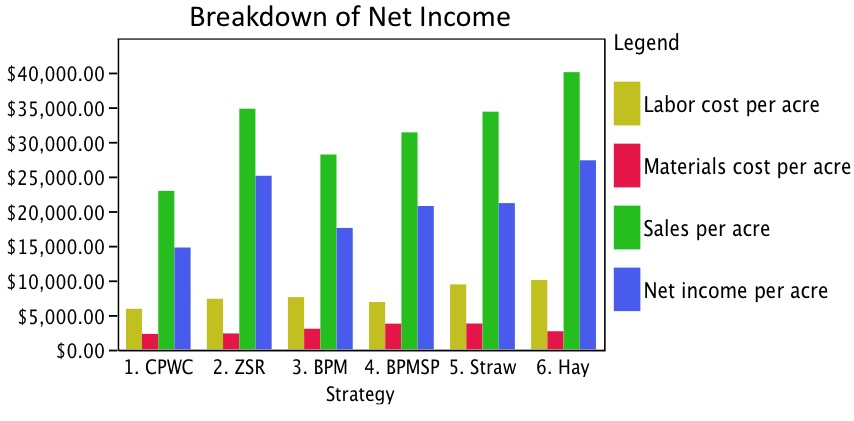 Breakdown of Net Income
Legend
Labor cost per acre
Materials cost per acre
Sales per acre
Net income per acre
$40,000.00
$35,000.00
$30,000.00
$25,000.00
$20,000.00
$15,000.00
$10,000.00
$5,000.00
$0.00
1. CPWC 2. ZSR 3. BPM 4. BPMSP 5. Straw 6. Hay
Strategy